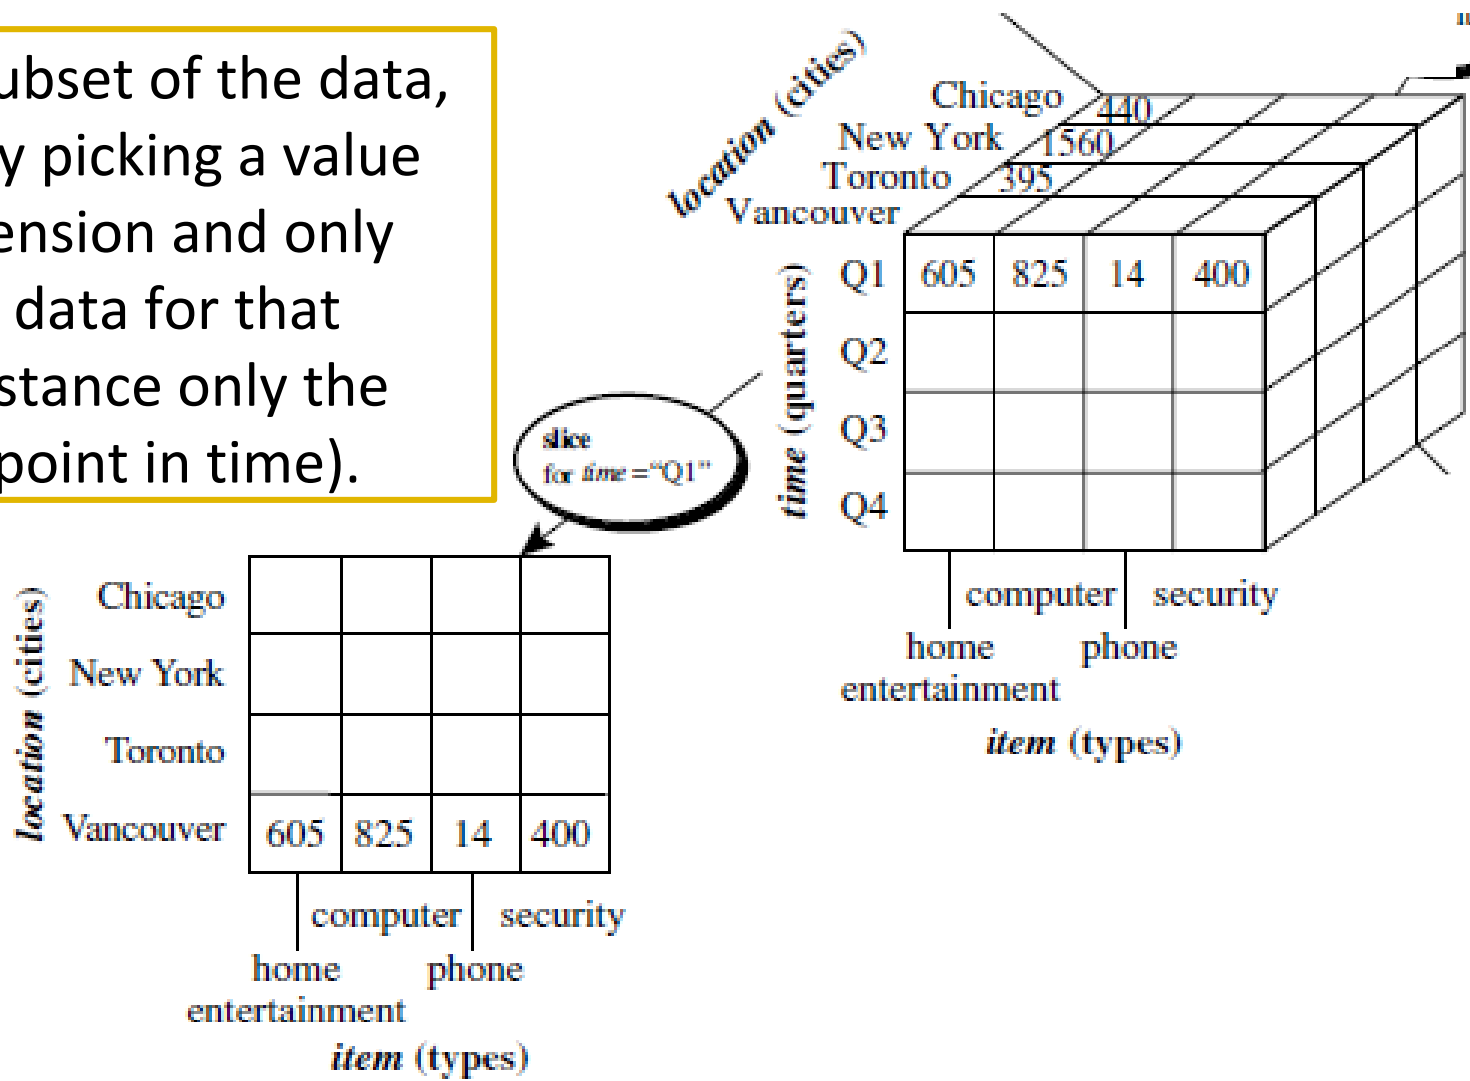 ubset of the data,
y picking a value
ension and only
data for that
stance only the
point in time).
location (cities)
Chicago 440
New York 1560
Toronto 395
Vancouver
time (quarters)
Q1 605 825 14 400
Q2
Q3
Q4
computer security
home phone
entertainment
item (types)
slice
for time = "Q1"
location (cities)
Chicago
New York
Toronto
Vancouver 605 825 14 400
computer security
home phone
entertainment
item (types)